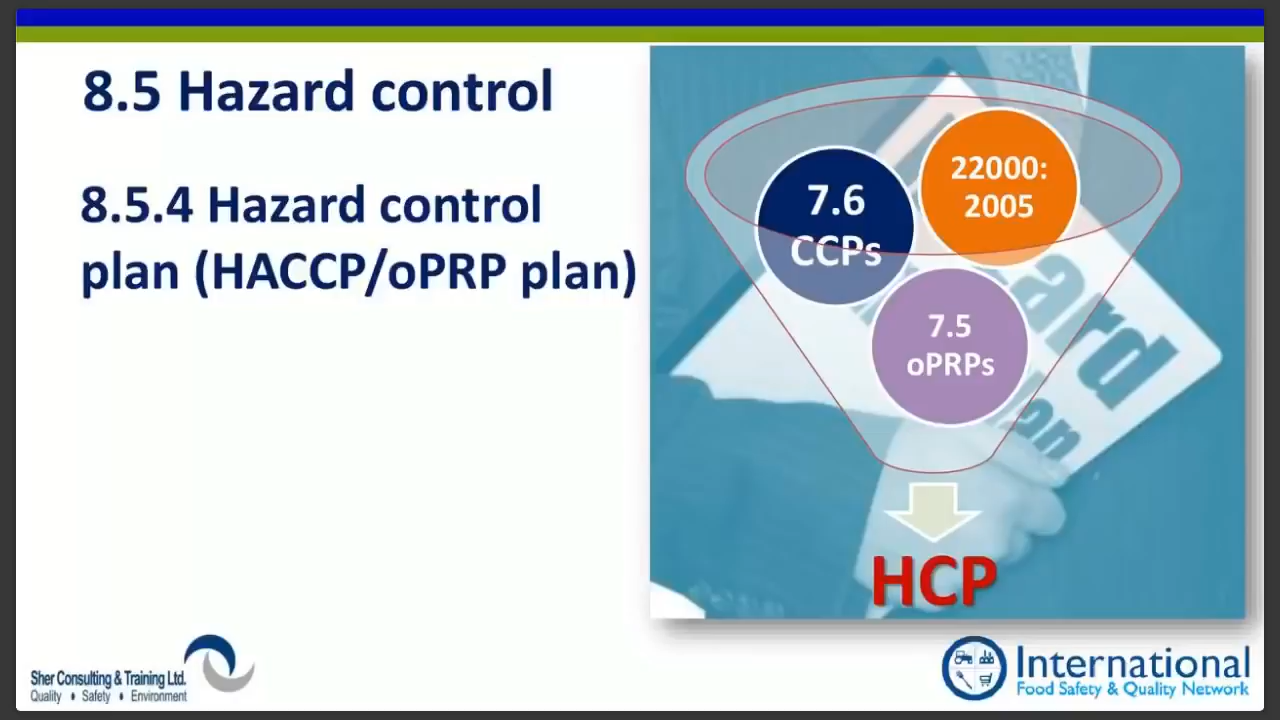 8.5 Hazard control
8.5.4 Hazard control
plan (HACCP/oPRP plan)
7.6
CCPs
22000:
2005
7.5
oPRPs
HCP
Sher Consulting & Training Ltd.
Quality • Safety • Environment
International
Food Safety & Quality Network